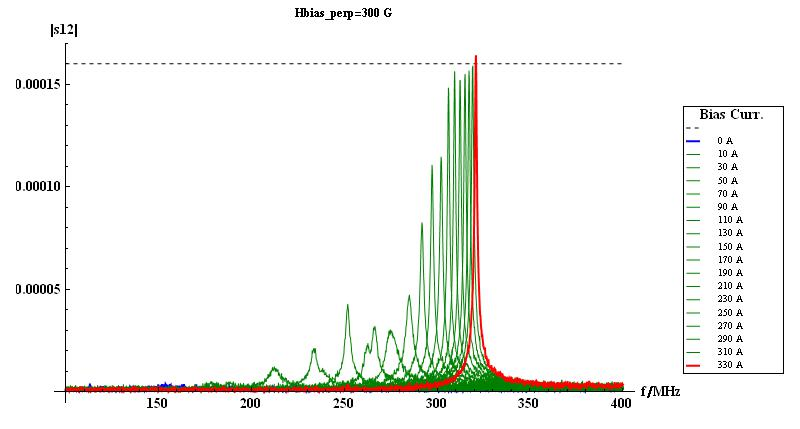 Hbias_perp=300 G
|s12|
0.00015
0.00010
0.00005
150 200 250 300 350 400 f/MHz
Bias Curr.
0 A
10 A
30 A
50 A
70 A
90 A
110 A
130 A
150 A
170 A
190 A
210 A
230 A
250 A
270 A
290 A
310 A
330 A